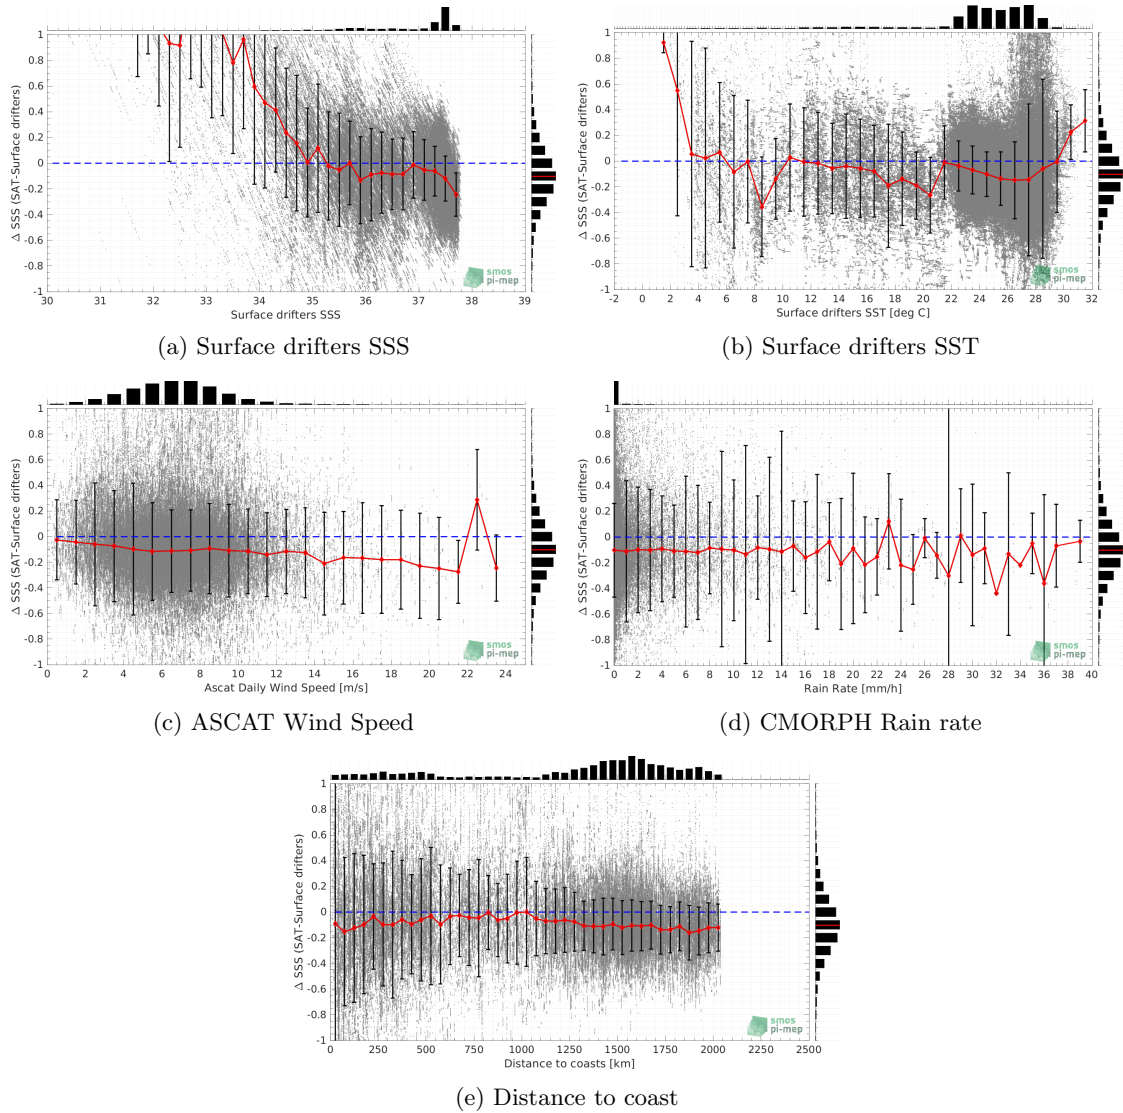 1
0.8
0.6
0.4
0.2
0
-0.2
-0.4
-0.6
-0.8
-1
Δ SSS (SAT-Surface drifters)
30 31 32 33 34 35 36 37 38 39
Surface drifters SSS
smos
pi-mep
(a) Surface drifters SSS
1
0.8
0.6
0.4
0.2
0
-0.2
-0.4
-0.6
-0.8
-1
Δ SSS (SAT-Surface drifters)
-2 0 2 4 6 8 10 12 14 16 18 20 22 24 26 28 30 32
Surface drifters SST [deg C]
smos
pi-mep
(b) Surface drifters SST
1
0.8
0.6
0.4
0.2
0
-0.2
-0.4
-0.6
-0.8
-1
Δ SSS (SAT-Surface drifters)
0 2 4 6 8 10 12 14 16 18 20 22 24
Ascat Daily Wind Speed [m/s]
smos
pi-mep
(c) ASCAT Wind Speed
1
0.8
0.6
0.4
0.2
0
-0.2
-0.4
-0.6
-0.8
-1
Δ SSS (SAT-Surface drifters)
0 2 4 6 8 10 12 14 16 18 20 22 24 26 28 30 32 34 36 38 40
Rain Rate [mm/h]
smos
pi-mep
(d) CMORPH Rain rate
1
0.8
0.6
0.4
0.2
0
-0.2
-0.4
-0.6
-0.8
-1
Δ SSS (SAT-Surface drifters)
0 250 500 750 1000 1250 1500 1750 2000 2250 2500
Distance to coasts [km]
smos
pi-mep
(e) Distance to coast